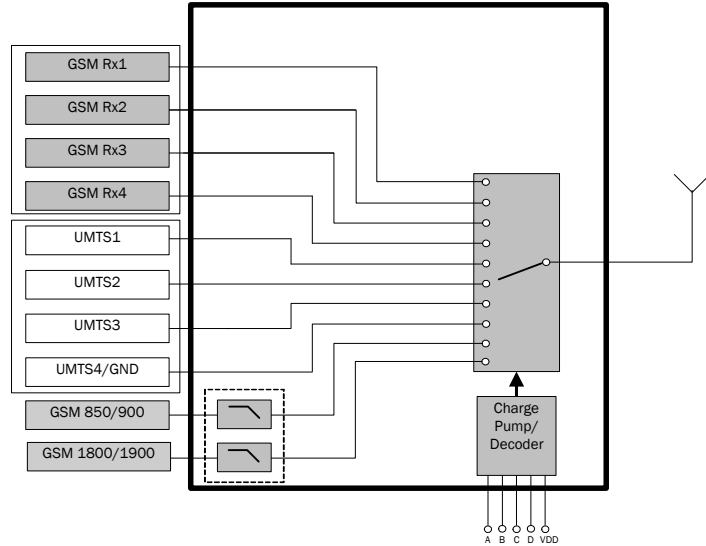 GSM Rx1
GSM Rx2
GSM Rx3
GSM Rx4
UMTS1
UMTS2
UMTS3
UMTS4/GND
GSM 850/900
GSM 1800/1900
Charge
Pump/
Decoder
A B C D VDD